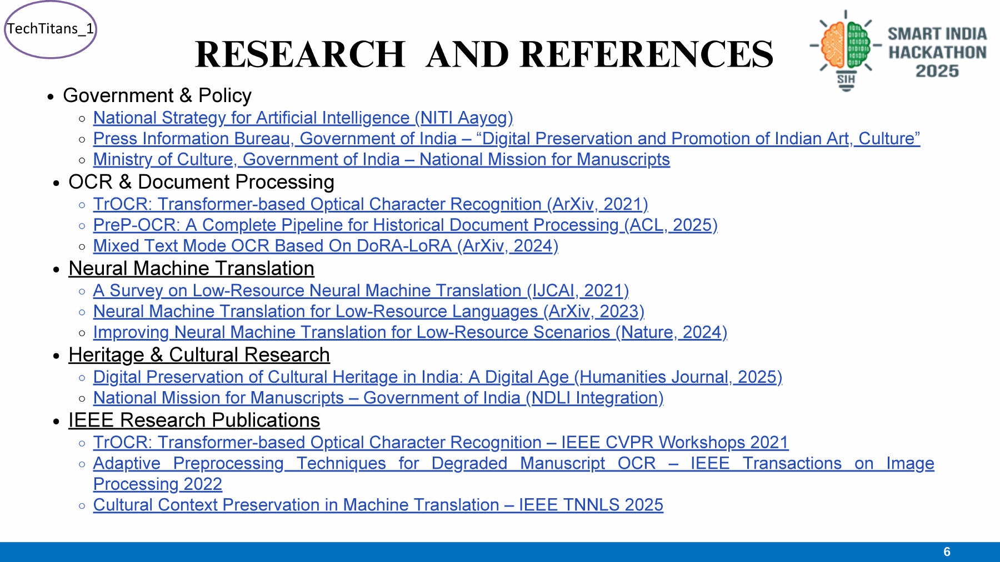 TechTitans_1
RESEARCH AND REFERENCES
SMART INDIA
HACKATHON
2025
SIH
• Government & Policy
◦ National Strategy for Artificial Intelligence (NITI Aayog)
◦ Press Information Bureau, Government of India – “Digital Preservation and Promotion of Indian Art, Culture”
◦ Ministry of Culture, Government of India – National Mission for Manuscripts
• OCR & Document Processing
◦ TrOCR: Transformer-based Optical Character Recognition (ArXiv, 2021)
◦ PreP-OCR: A Complete Pipeline for Historical Document Processing (ACL, 2025)
◦ Mixed Text Mode OCR Based On DoRA-LoRA (ArXiv, 2024)
• Neural Machine Translation
◦ A Survey on Low-Resource Neural Machine Translation (IJCAI, 2021)
◦ Neural Machine Translation for Low-Resource Languages (ArXiv, 2023)
◦ Improving Neural Machine Translation for Low-Resource Scenarios (Nature, 2024)
• Heritage & Cultural Research
◦ Digital Preservation of Cultural Heritage in India: A Digital Age (Humanities Journal, 2025)
◦ National Mission for Manuscripts – Government of India (NDLI Integration)
• IEEE Research Publications
◦ TrOCR: Transformer-based Optical Character Recognition – IEEE CVPR Workshops 2021
◦ Adaptive Preprocessing Techniques for Degraded Manuscript OCR – IEEE Transactions on Image
Processing 2022
◦ Cultural Context Preservation in Machine Translation – IEEE TNNLS 2025
6